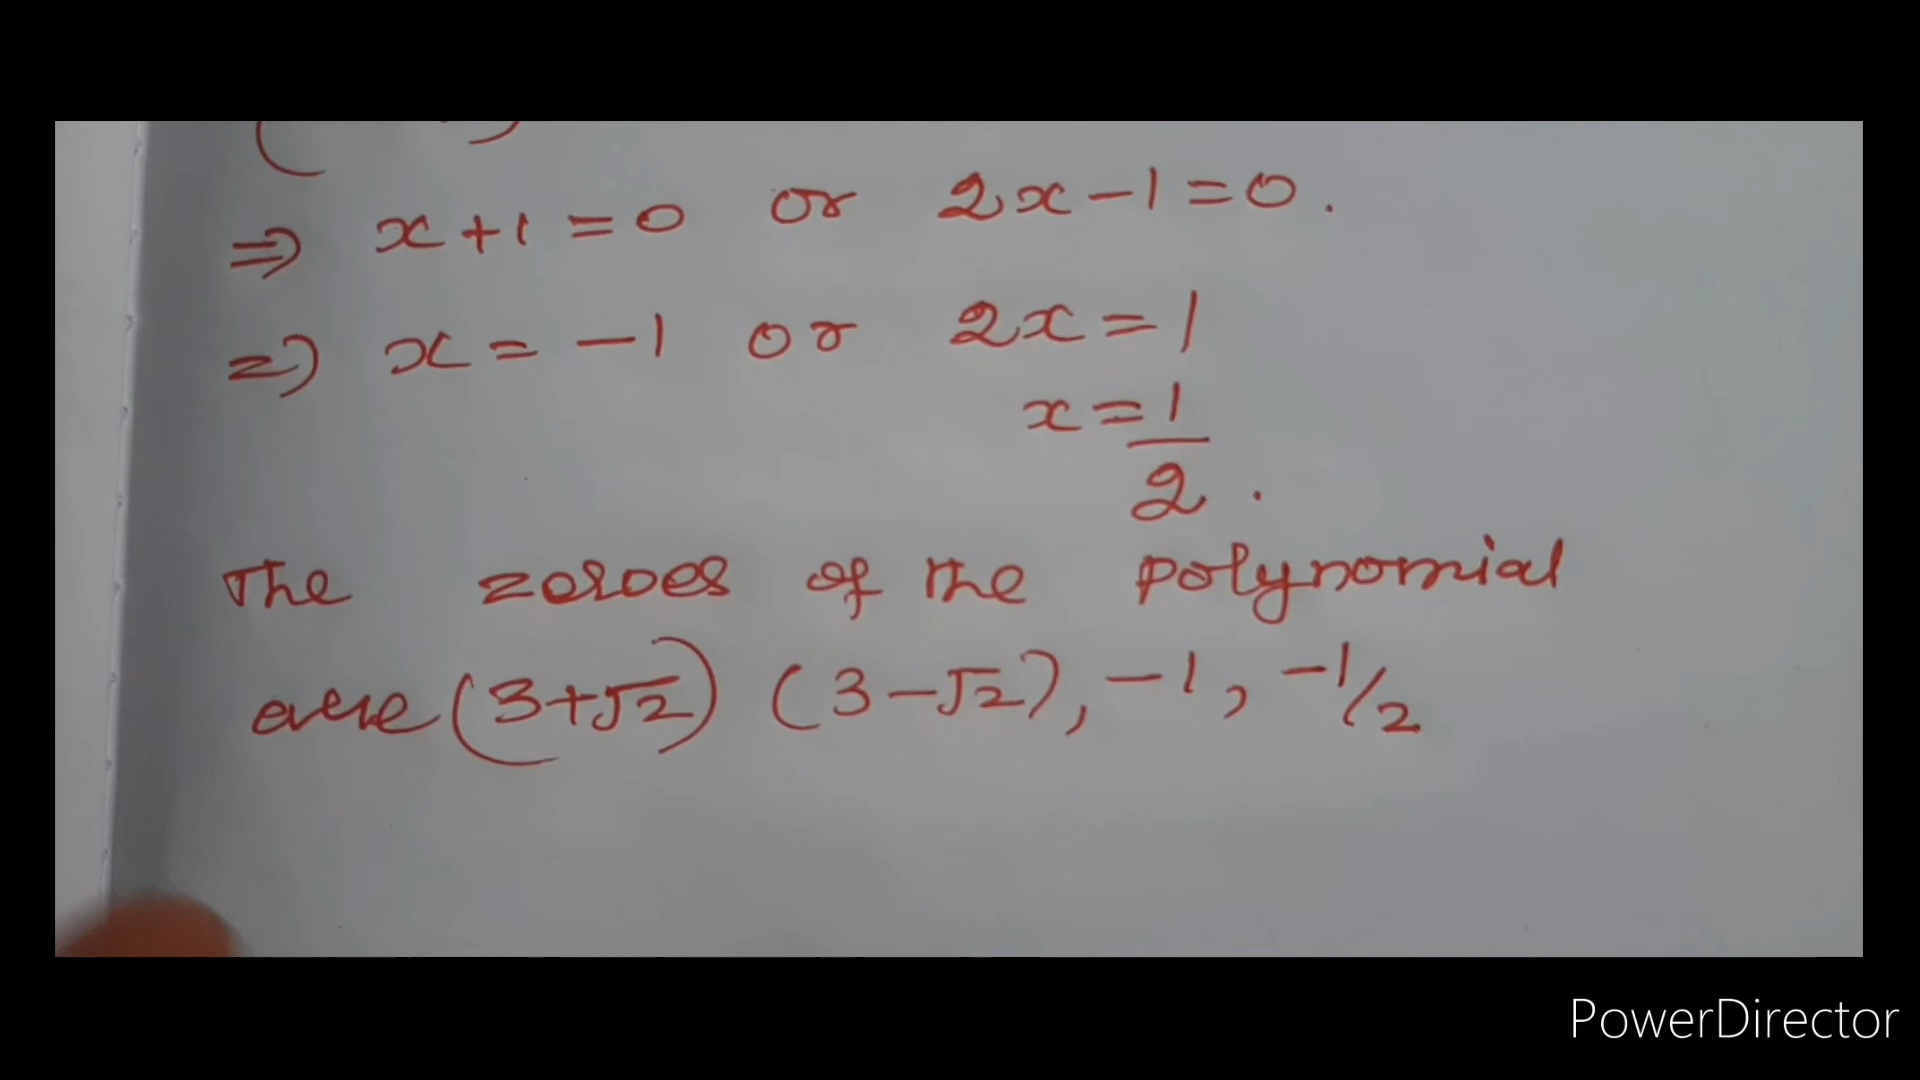 ⇒ x+1=0 or 2x-1=0.
⇒ x=-1 or 2x=1
x=1/2.
The zeroes of the polynomial
are (3+√2) (3-√2), -1, -1/2
PowerDirector